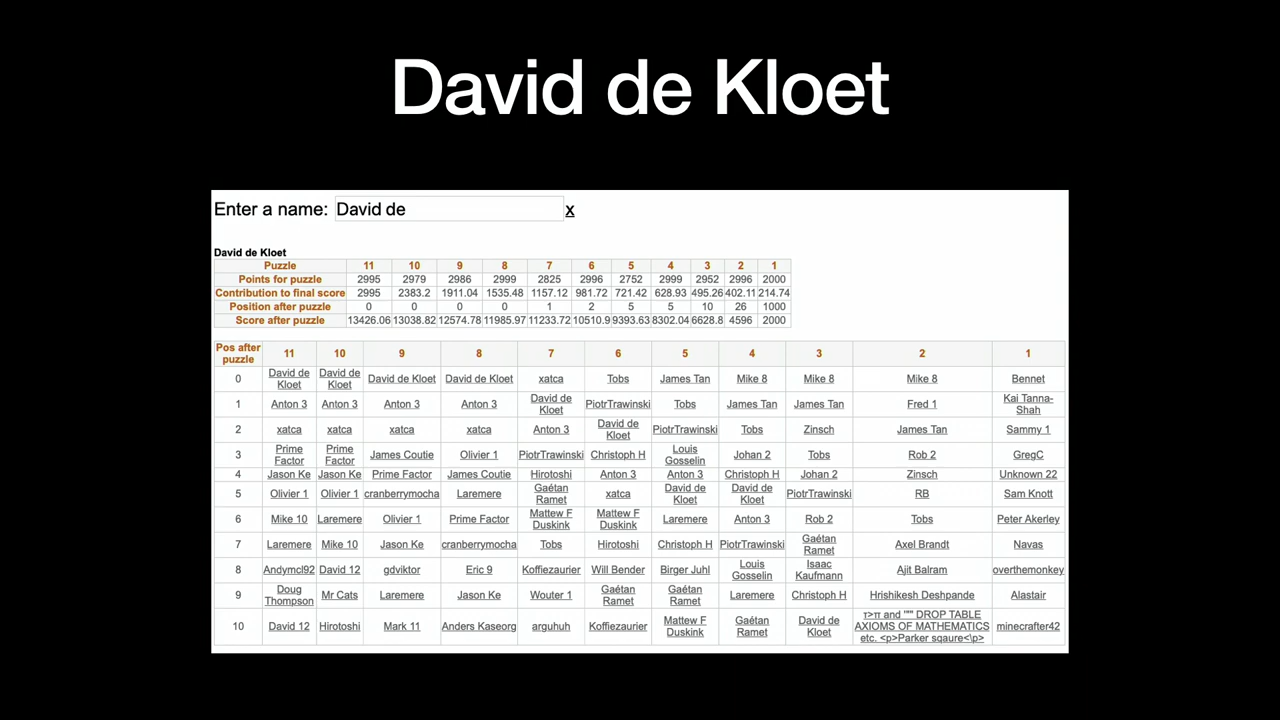 David de Kloet
Enter a name: David de x
David de Kloet
Puzzle 11 10 9 8 7 6 5 4 3 2 1
Points for puzzle 2995 2979 2986 2999 2825 2996 2752 2999 2952 2996 2000
Contribution to final score 2995 2383.2 1911.04 1535.48 1157.12 981.72 721.42 628.93 495.26 402.11 214.74
Position after puzzle 0 0 0 0 1 2 5 5 10 26 1000
Score after puzzle 13426.06 13038.82 12574.78 11985.97 11233.72 10510.9 9393.63 8302.04 6628.8 4596 2000
Pos after puzzle 11 10 9 8 7 6 5 4 3 2 1
0 David de Kloet David de Kloet David de Kloet David de Kloet xatca Tobs James Tan Mike 8 Mike 8 Mike 8 Bennet
1 Anton 3 Anton 3 Anton 3 Anton 3 David de Kloet PiotrTrawinski Tobs James Tan James Tan Fred 1 Kai Tanna-Shah
2 xatca xatca xatca xatca Anton 3 David de Kloet PiotrTrawinski Tobs Zinsch James Tan Sammy 1
3 Prime Factor Prime Factor James Coutie Olivier 1 PiotrTrawinski Christoph H Louis Gosselin Johan 2 Tobs Rob 2 GregC
4 Jason Ke Jason Ke Prime Factor James Coutie Hirotoshi Anton 3 Anton 3 Christoph H Johan 2 Zinsch Unknown 22
5 Olivier 1 Olivier 1 cranberrymocha Laremere Gaétan Ramet xatca David de Kloet David de Kloet PiotrTrawinski RB Sam Knott
6 Mike 10 Laremere Olivier 1 Prime Factor Mattew F Duskink Mattew F Duskink Laremere Anton 3 Rob 2 Tobs Peter Akerley
7 Laremere Mike 10 Jason Ke cranberrymocha Tobs Hirotoshi Christoph H PiotrTrawinski Gaétan Ramet Axel Brandt Navas
8 Andymcl92 David 12 gdviktor Eric 9 Koffiezaurier Will Bender Birger Juhl Louis Gosselin Isaac Kaufmann Ajit Balram overthemonkey
9 Doug Thompson Mr Cats Laremere Jason Ke Wouter 1 Gaétan Ramet Gaétan Ramet Laremere Christoph H Hrishikesh Deshpande Alastair
10 David 12 Hirotoshi Mark 11 Anders Kaseorg arguhuh Koffiezaurier Mattew F Duskink Gaétan Ramet David de Kloet τ>π and '"" DROP TABLE AXIOMS OF MATHEMATICS etc. <p>Parker sqaure<\p> minecrafter42